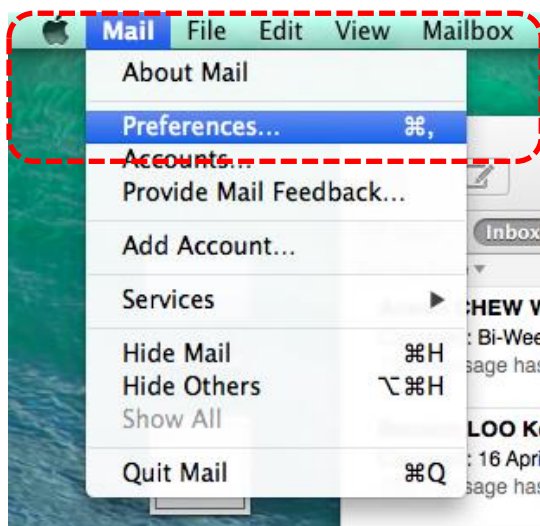 Mail File Edit View Mailbox
About Mail
Preferences... ⌘,
Accounts...
Provide Mail Feedback...
Add Account...
Inbox
Services ▶
CHEW
Hide Mail ⌘H
: Bi-Wee
Hide Others ⌥⌘H
sage has
Show All
LOO K
Quit Mail ⌘Q
: 16 Apri
sage has